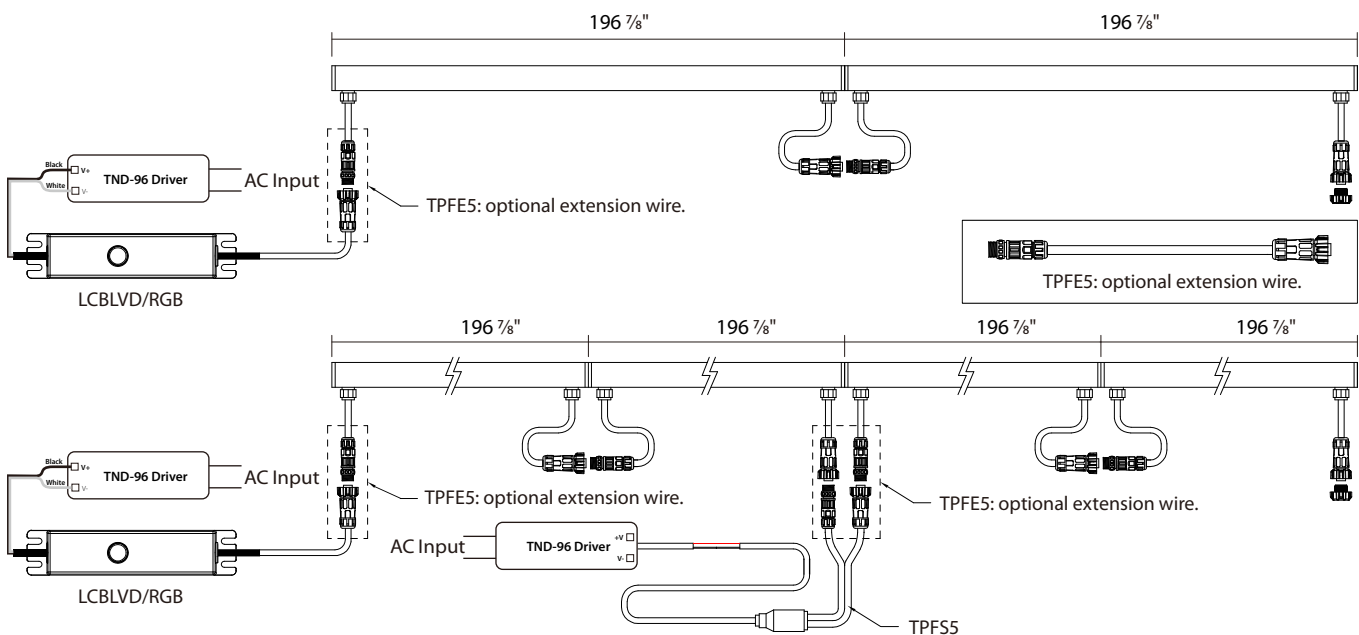 196 ⅞"
196 ⅞"
Black
V+
White
V-
TND-96 Driver
AC Input
TPFE5: optional extension wire.
LCBLVD/RGB
TPFE5: optional extension wire.
196 ⅞"
196 ⅞"
196 ⅞"
196 ⅞"
Black
V+
White
V-
TND-96 Driver
AC Input
TPFE5: optional extension wire.
TPFE5: optional extension wire.
AC Input
TND-96 Driver
+V
V-
LCBLVD/RGB
TPFS5